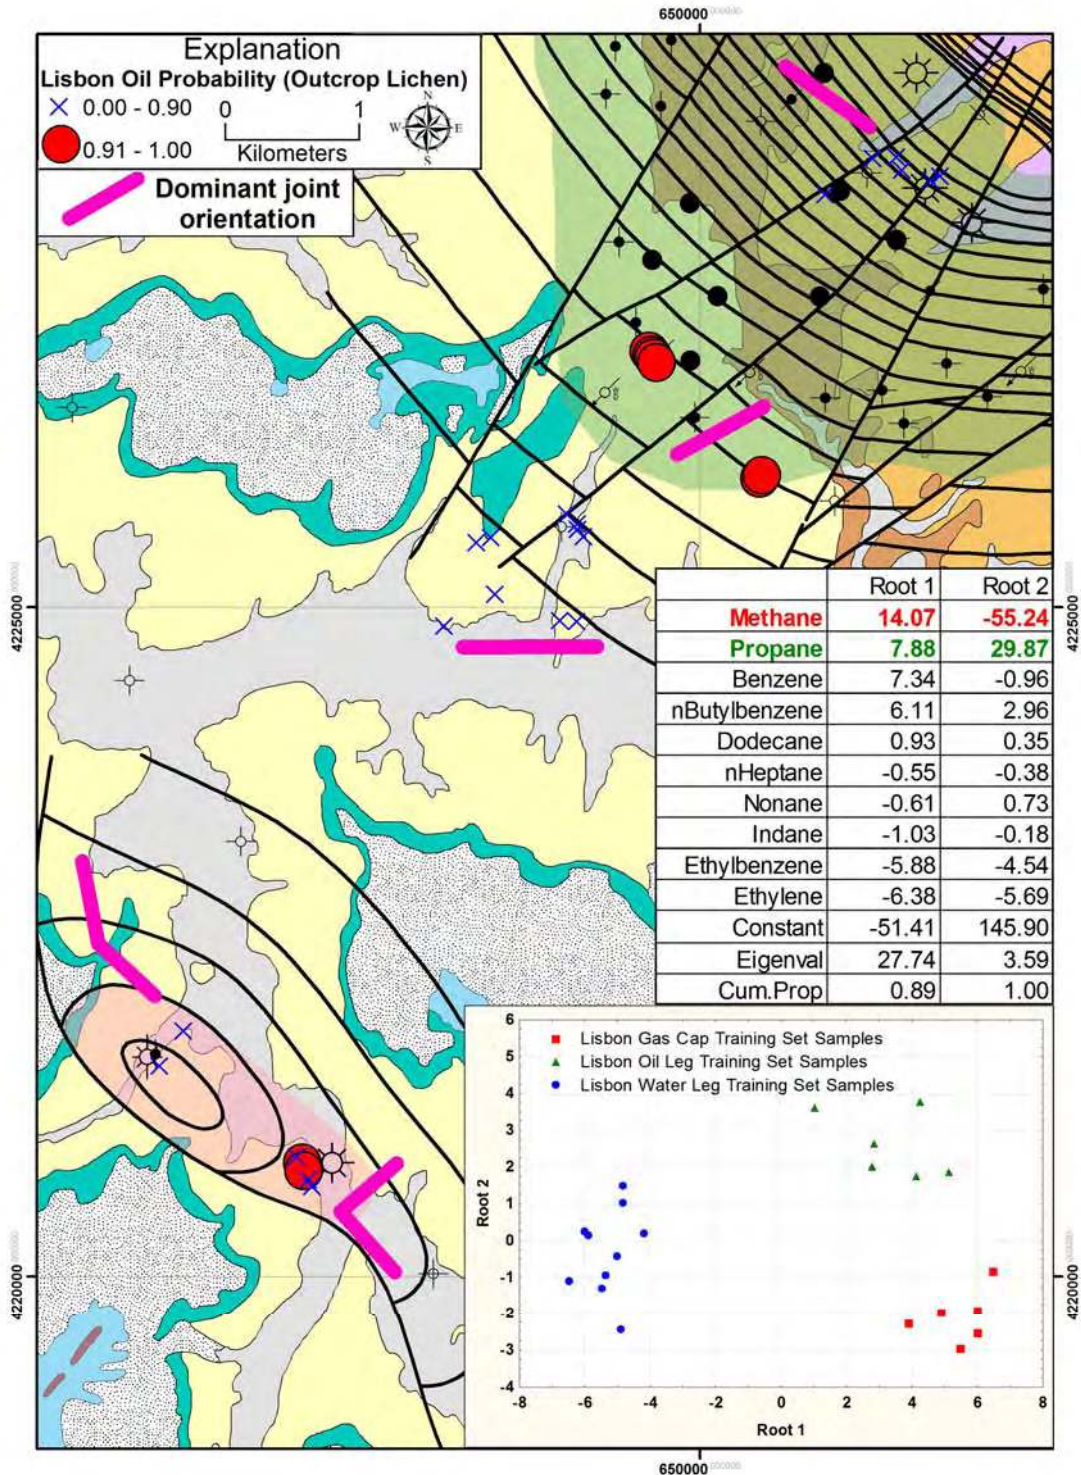 650000
Explanation
Lisbon Oil Probability (Outcrop Lichen)
0.00 - 0.90
0 1
Kilometers
N
W E
S
0.91 - 1.00
Dominant joint
orientation
4225000
4225000
Root 1 Root 2
Methane 14.07 -55.24
Propane 7.88 29.87
Benzene 7.34 -0.96
nButylbenzene 6.11 2.96
Dodecane 0.93 0.35
nHeptane -0.55 -0.38
Nonane -0.61 0.73
Indane -1.03 -0.18
Ethylbenzene -5.88 -4.54
Ethylene -6.38 -5.69
Constant -51.41 145.90
Eigenval 27.74 3.59
Cum.Prop 0.89 1.00
4220000
4220000
Lisbon Gas Cap Training Set Samples
Lisbon Oil Leg Training Set Samples
Lisbon Water Leg Training Set Samples
Root 2
6
5
4
3
2
1
0
-1
-2
-3
-4
-8 -6 -4 -2 0 2 4 6 8
Root 1
650000